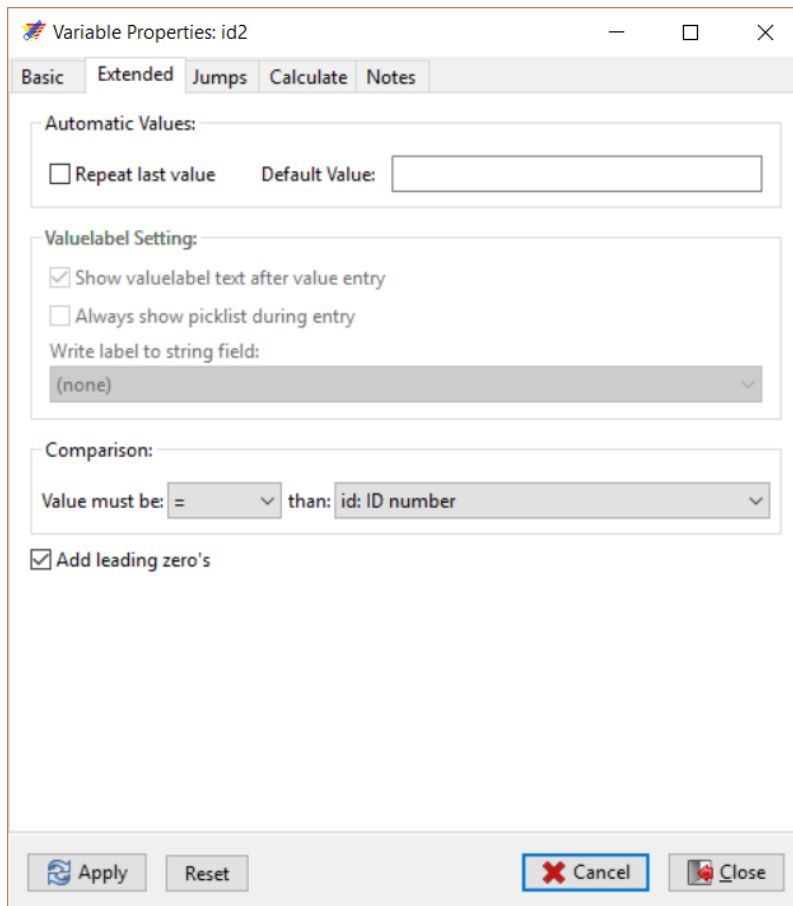 Variable Properties: id2
Basic Extended Jumps Calculate Notes
Automatic Values:
Repeat last value Default Value:
Valuelabel Setting:
Show valuelabel text after value entry
Always show picklist during entry
Write label to string field:
(none)
Comparison:
Value must be: = than: id: ID number
Add leading zero's
Apply Reset Cancel Close